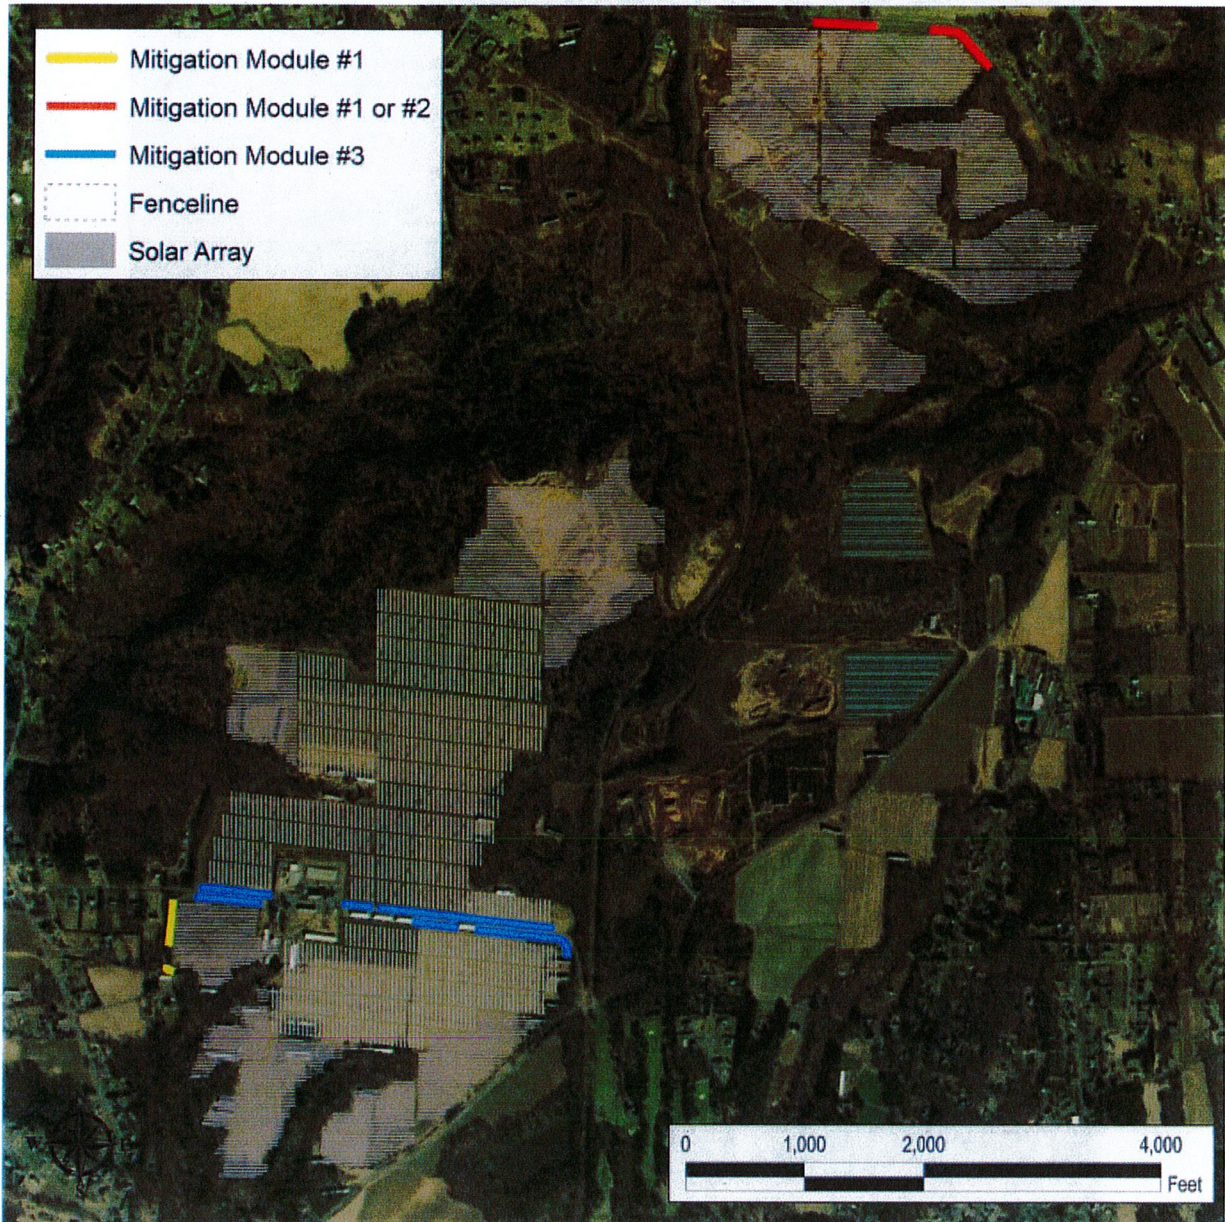 Mitigation Module #1
Mitigation Module #1 or #2
Mitigation Module #3
Fenceline
Solar Array
0 1,000 2,000 4,000
Feet